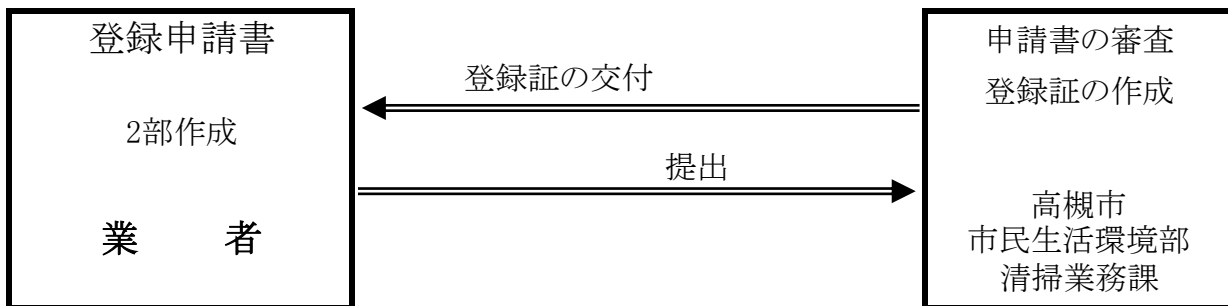 登録申請書
2部作成
業　者
登録証の交付
提出
申請書の審査
登録証の作成
高槻市
市民生活環境部
清掃業務課